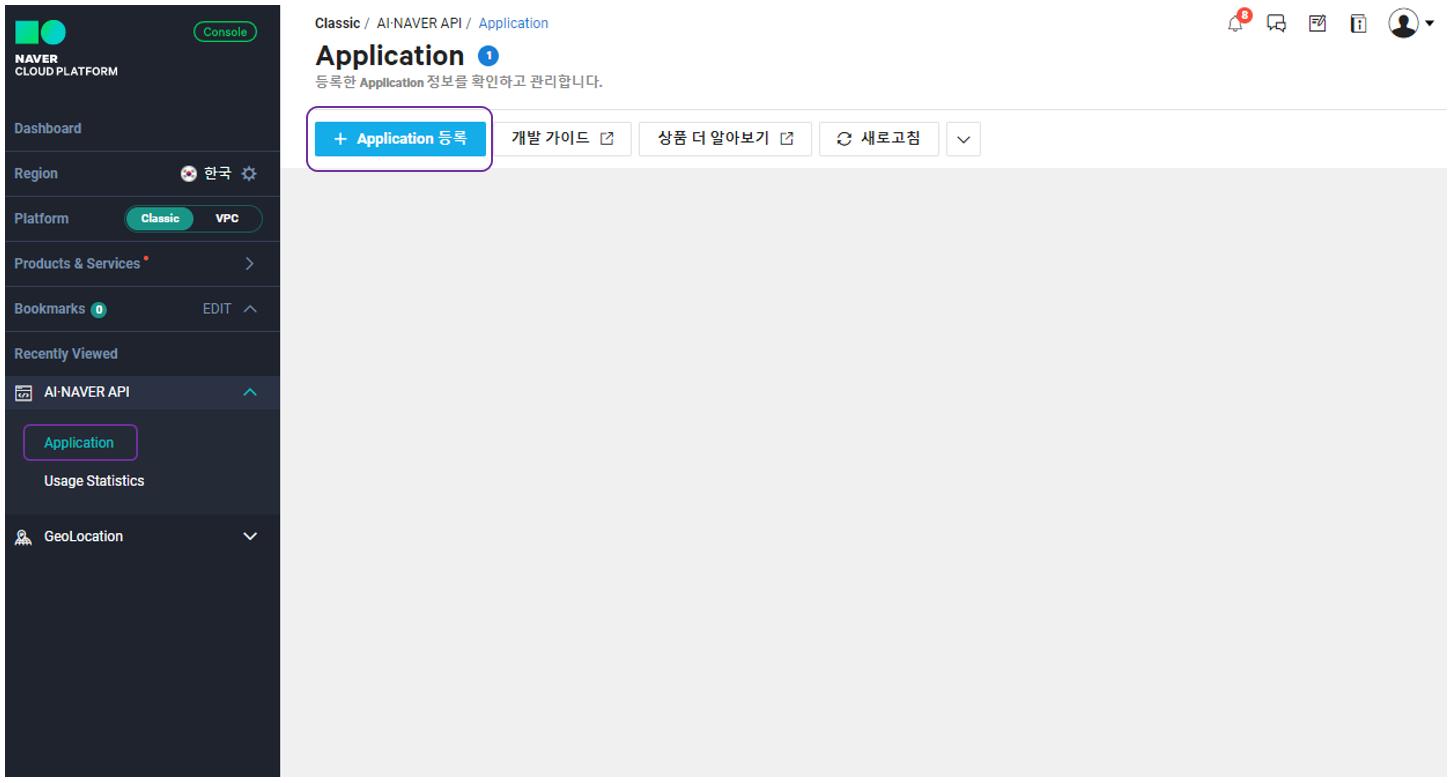 NAVER
CLOUD PLATFORM
Console
Dashboard
Region 한국
Platform Classic VPC
Products & Services
Bookmarks 0 EDIT
Recently Viewed
AI·NAVER API
Application
Usage Statistics
GeoLocation
Classic / AI·NAVER API / Application
8
Application 1
등록한 Application 정보를 확인하고 관리합니다.
+ Application 등록 개발 가이드 상품 더 알아보기 새로고침